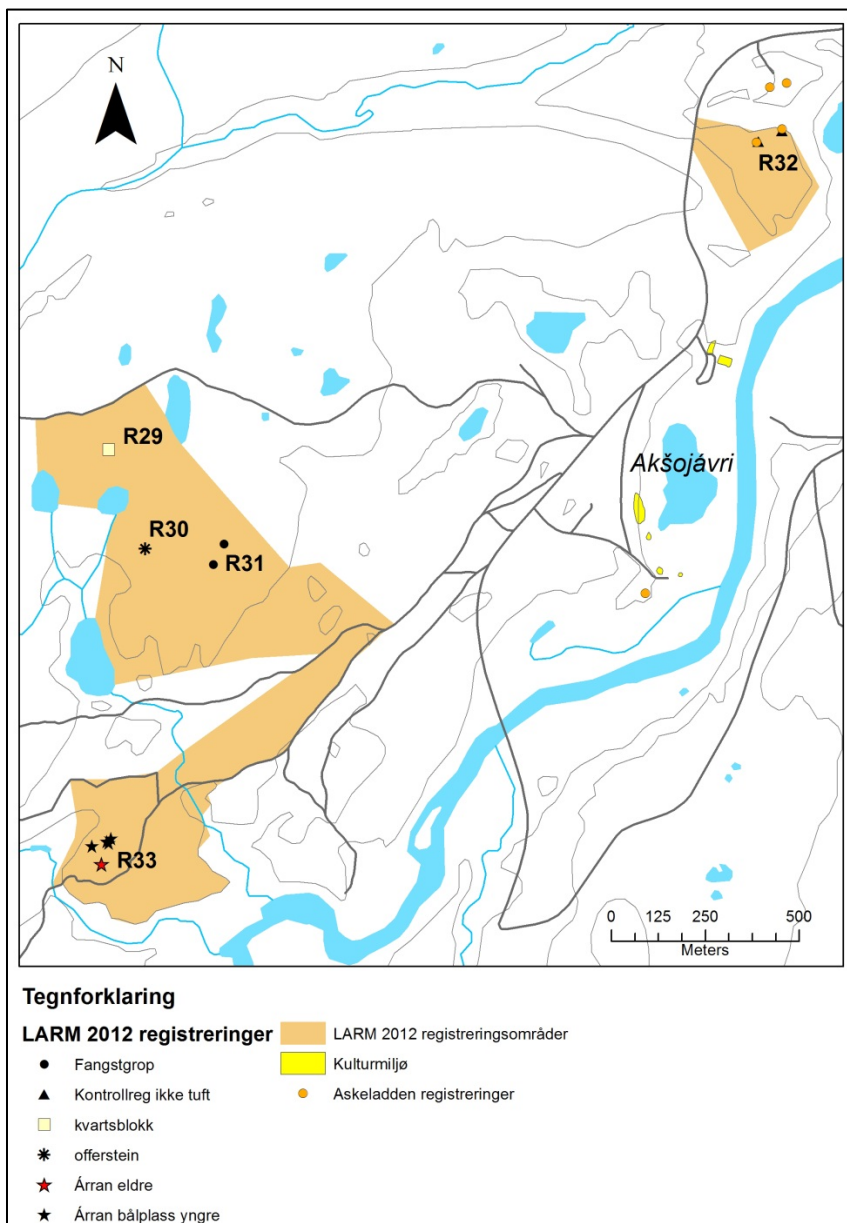 N
R32
R29
Akšojávri
R30
R31
R33
0 125 250 500
Meters
Tegnforklaring
LARM 2012 registreringer
LARM 2012 registreringsområder
Fangstgrop
Kulturmiljø
Kontrollreg ikke tuft
Askeladden registreringer
kvartsblokk
offerstein
Árran eldre
Árran bålplass yngre